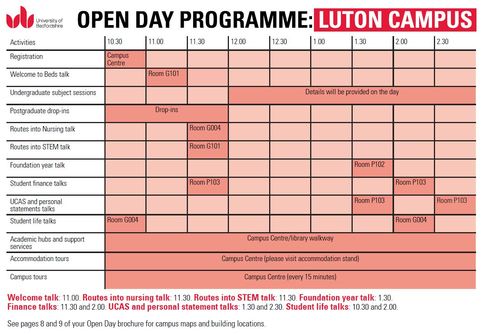 University of
Bedfordshire
OPEN DAY PROGRAMME: LUTON CAMPUS
Activities 10.30 11.00 11.30 12.00 12.30 1.00 1.30 2.00 2.30
Registration Campus
Centre
Welcome to Beds talk Room G101
Undergraduate subject sessions Details will be provided on the day
Postgraduate drop-ins Drop-ins
Routes into Nursing talk Room G004
Routes into STEM talk Room G101
Foundation year talk Room P102
Student finance talks Room P103 Room P103
UCAS and personal
statements talks Room P103 Room P103
Student life talks Room G004 Room G004
Academic hubs and support
services Campus Centre/library walkway
Accommodation tours Campus Centre (please visit accommodation stand)
Campus tours Campus Centre (every 15 minutes)
Welcome talk: 11.00. Routes into nursing talk: 11.30. Routes into STEM talk: 11.30. Foundation year talk: 1.30.
Finance talks: 11.30 and 2.00. UCAS and personal statement talks: 1.30 and 2.30. Student life talks: 10.30 and 2.00.
See pages 8 and 9 of your Open Day brochure for campus maps and building locations.